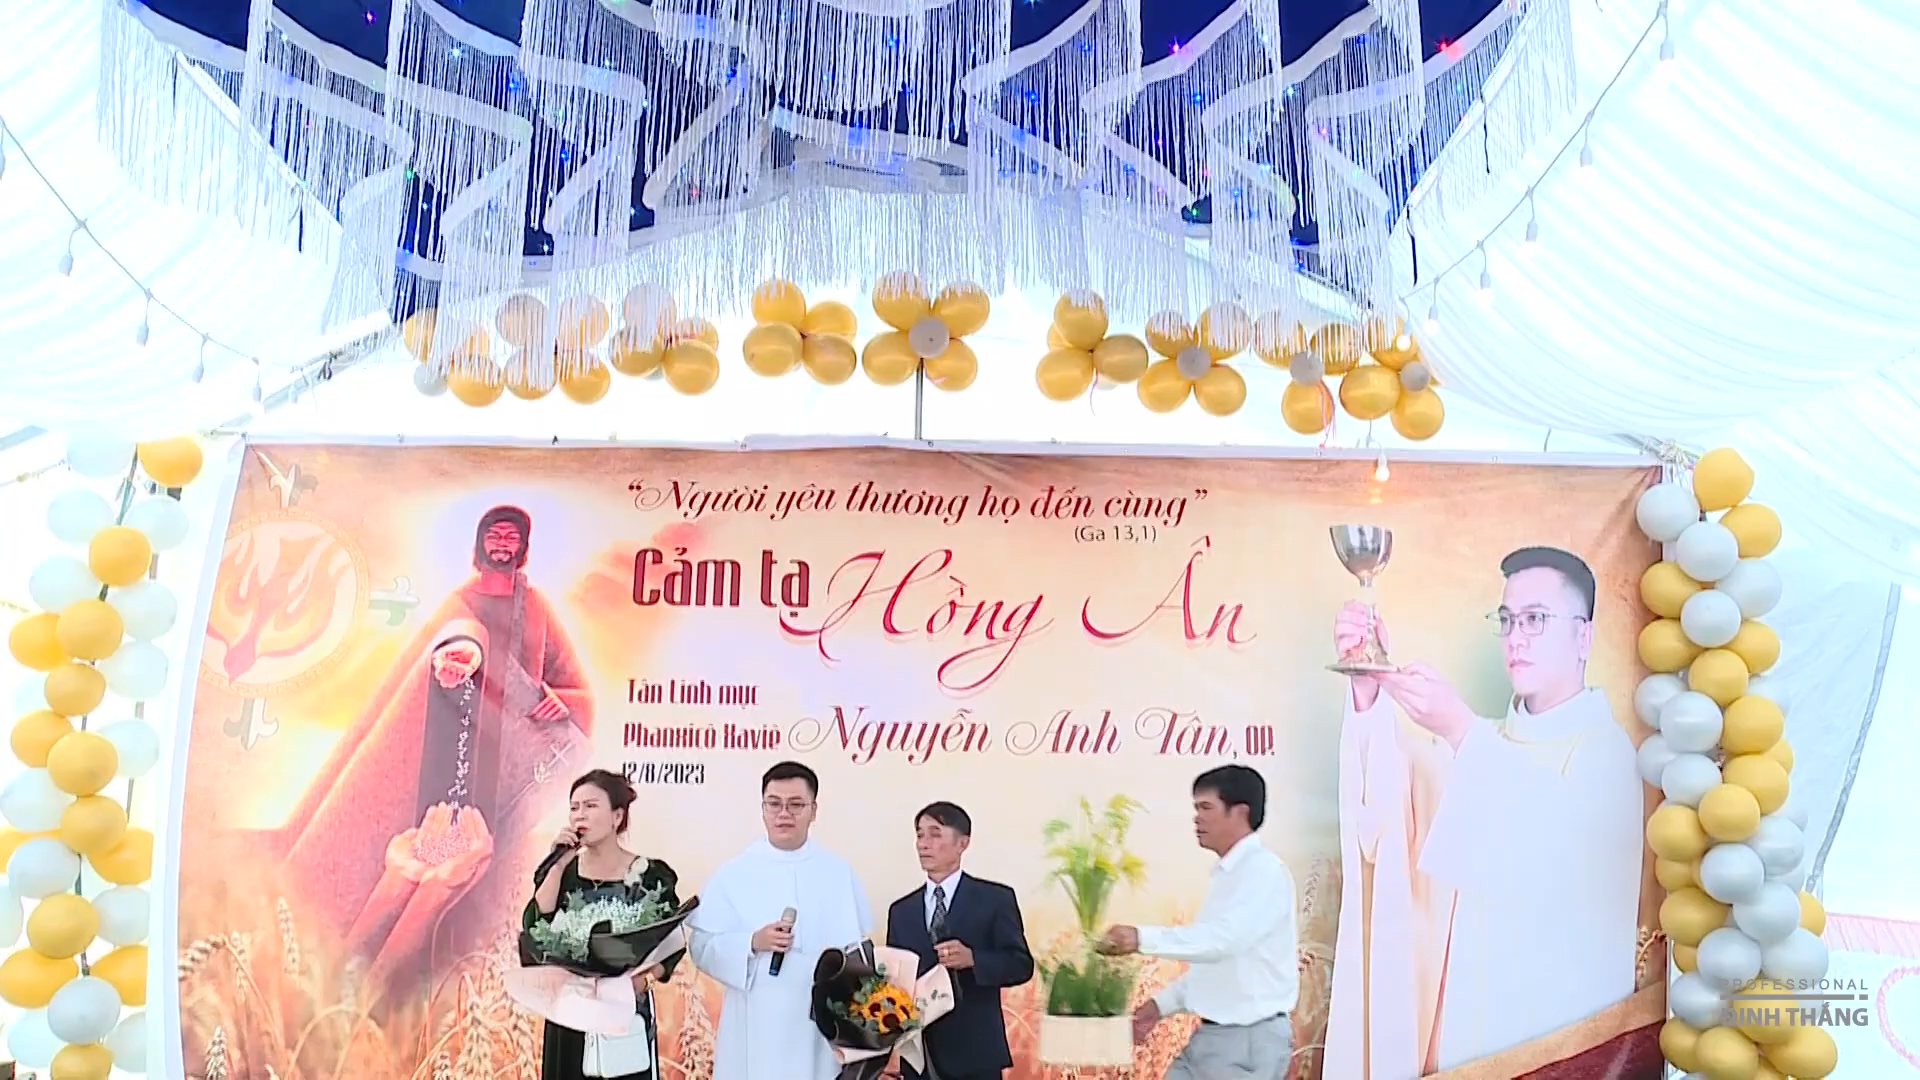 “Người yêu thương họ đến cùng”
(Ga 13,1)
Cảm tạ Hồng Ân
Tân Linh mục
Phanxicô Xaviê Nguyễn Anh Tân, OP.
12/8/2023
PROFESSIONAL
ĐINH THẮNG